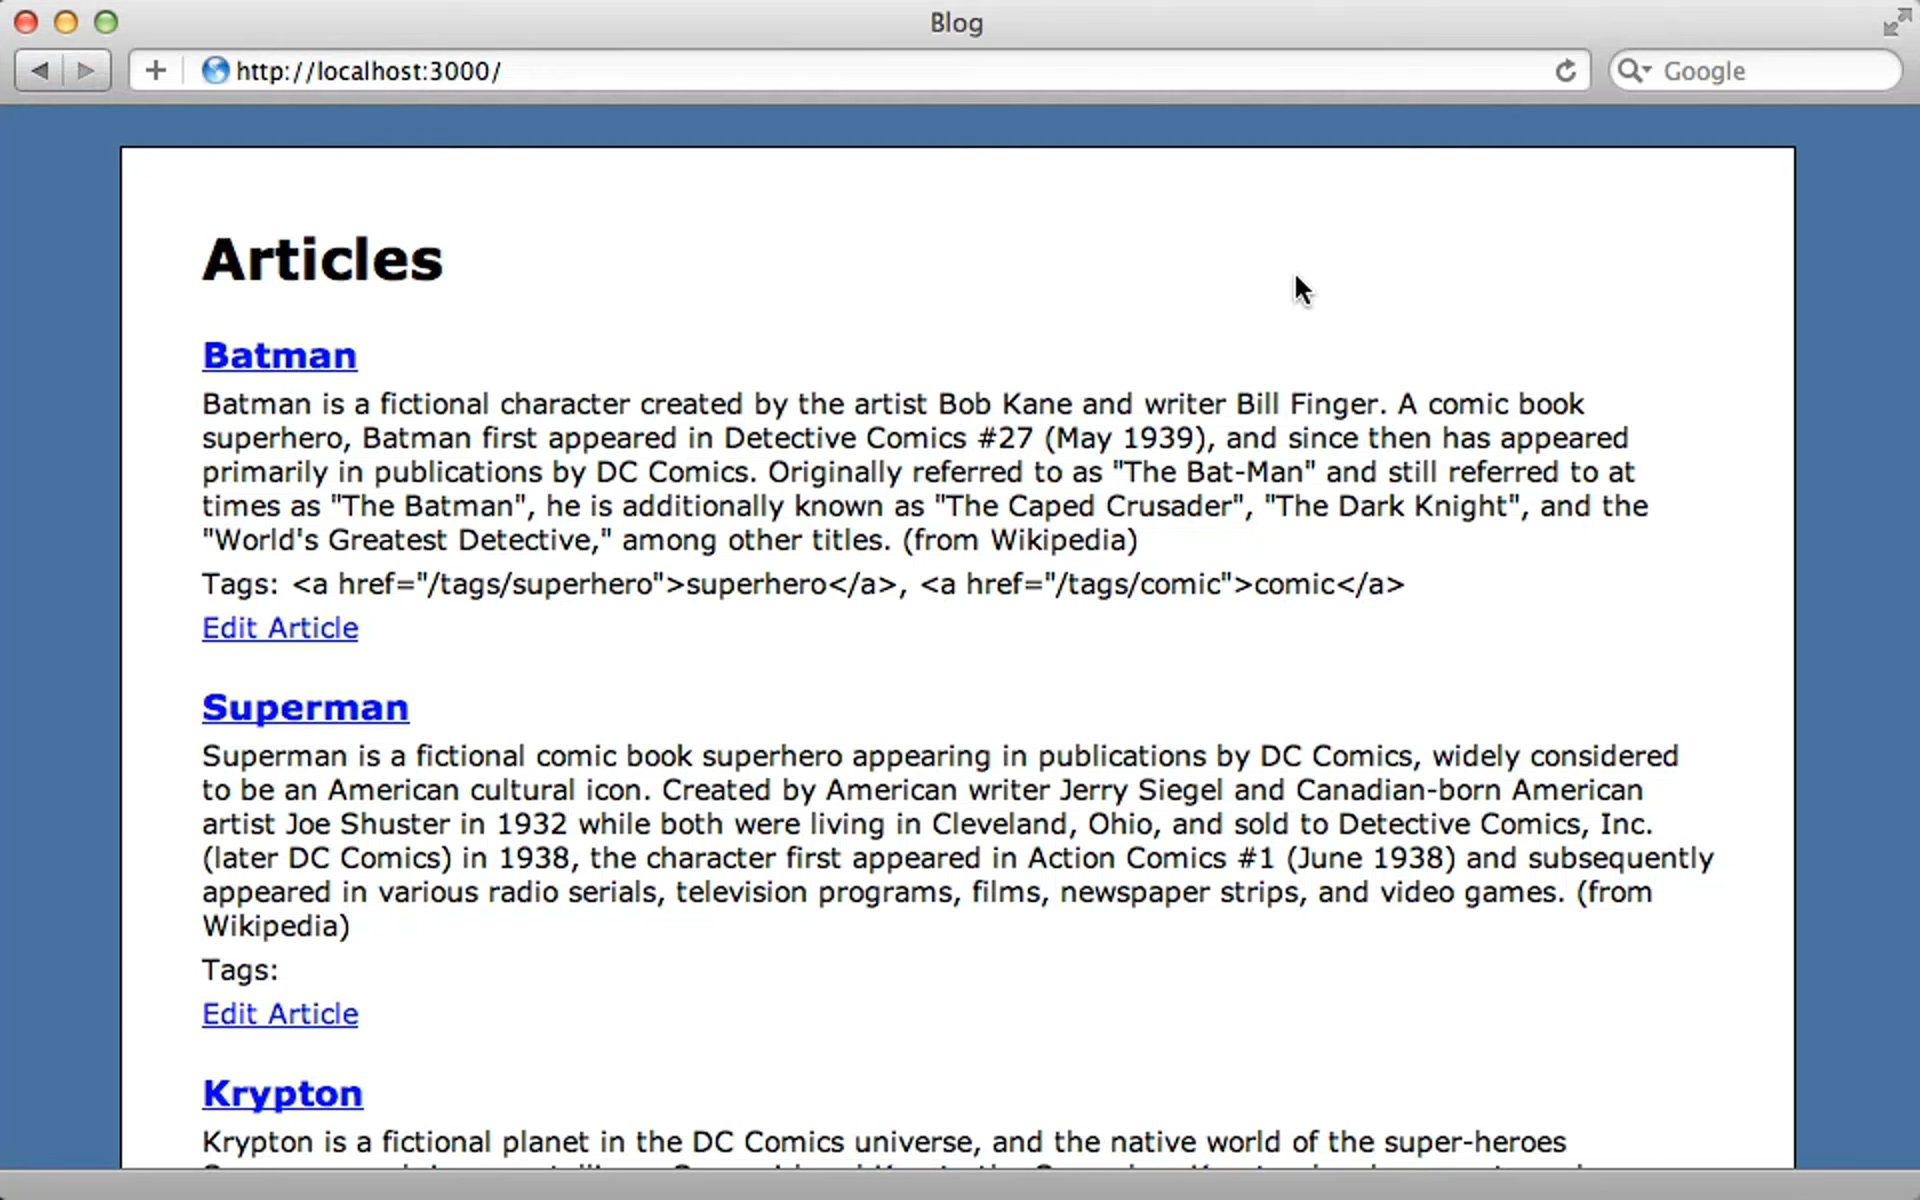 Blog
http://localhost:3000/
Google
Articles
Batman
Batman is a fictional character created by the artist Bob Kane and writer Bill Finger. A comic book
superhero, Batman first appeared in Detective Comics #27 (May 1939), and since then has appeared
primarily in publications by DC Comics. Originally referred to as "The Bat-Man" and still referred to at
times as "The Batman", he is additionally known as "The Caped Crusader", "The Dark Knight", and the
"World's Greatest Detective," among other titles. (from Wikipedia)
Tags: <a href="/tags/superhero">superhero</a>, <a href="/tags/comic">comic</a>
Edit Article
Superman
Superman is a fictional comic book superhero appearing in publications by DC Comics, widely considered
to be an American cultural icon. Created by American writer Jerry Siegel and Canadian-born American
artist Joe Shuster in 1932 while both were living in Cleveland, Ohio, and sold to Detective Comics, Inc.
(later DC Comics) in 1938, the character first appeared in Action Comics #1 (June 1938) and subsequently
appeared in various radio serials, television programs, films, newspaper strips, and video games. (from
Wikipedia)
Tags:
Edit Article
Krypton
Krypton is a fictional planet in the DC Comics universe, and the native world of the super-heroes